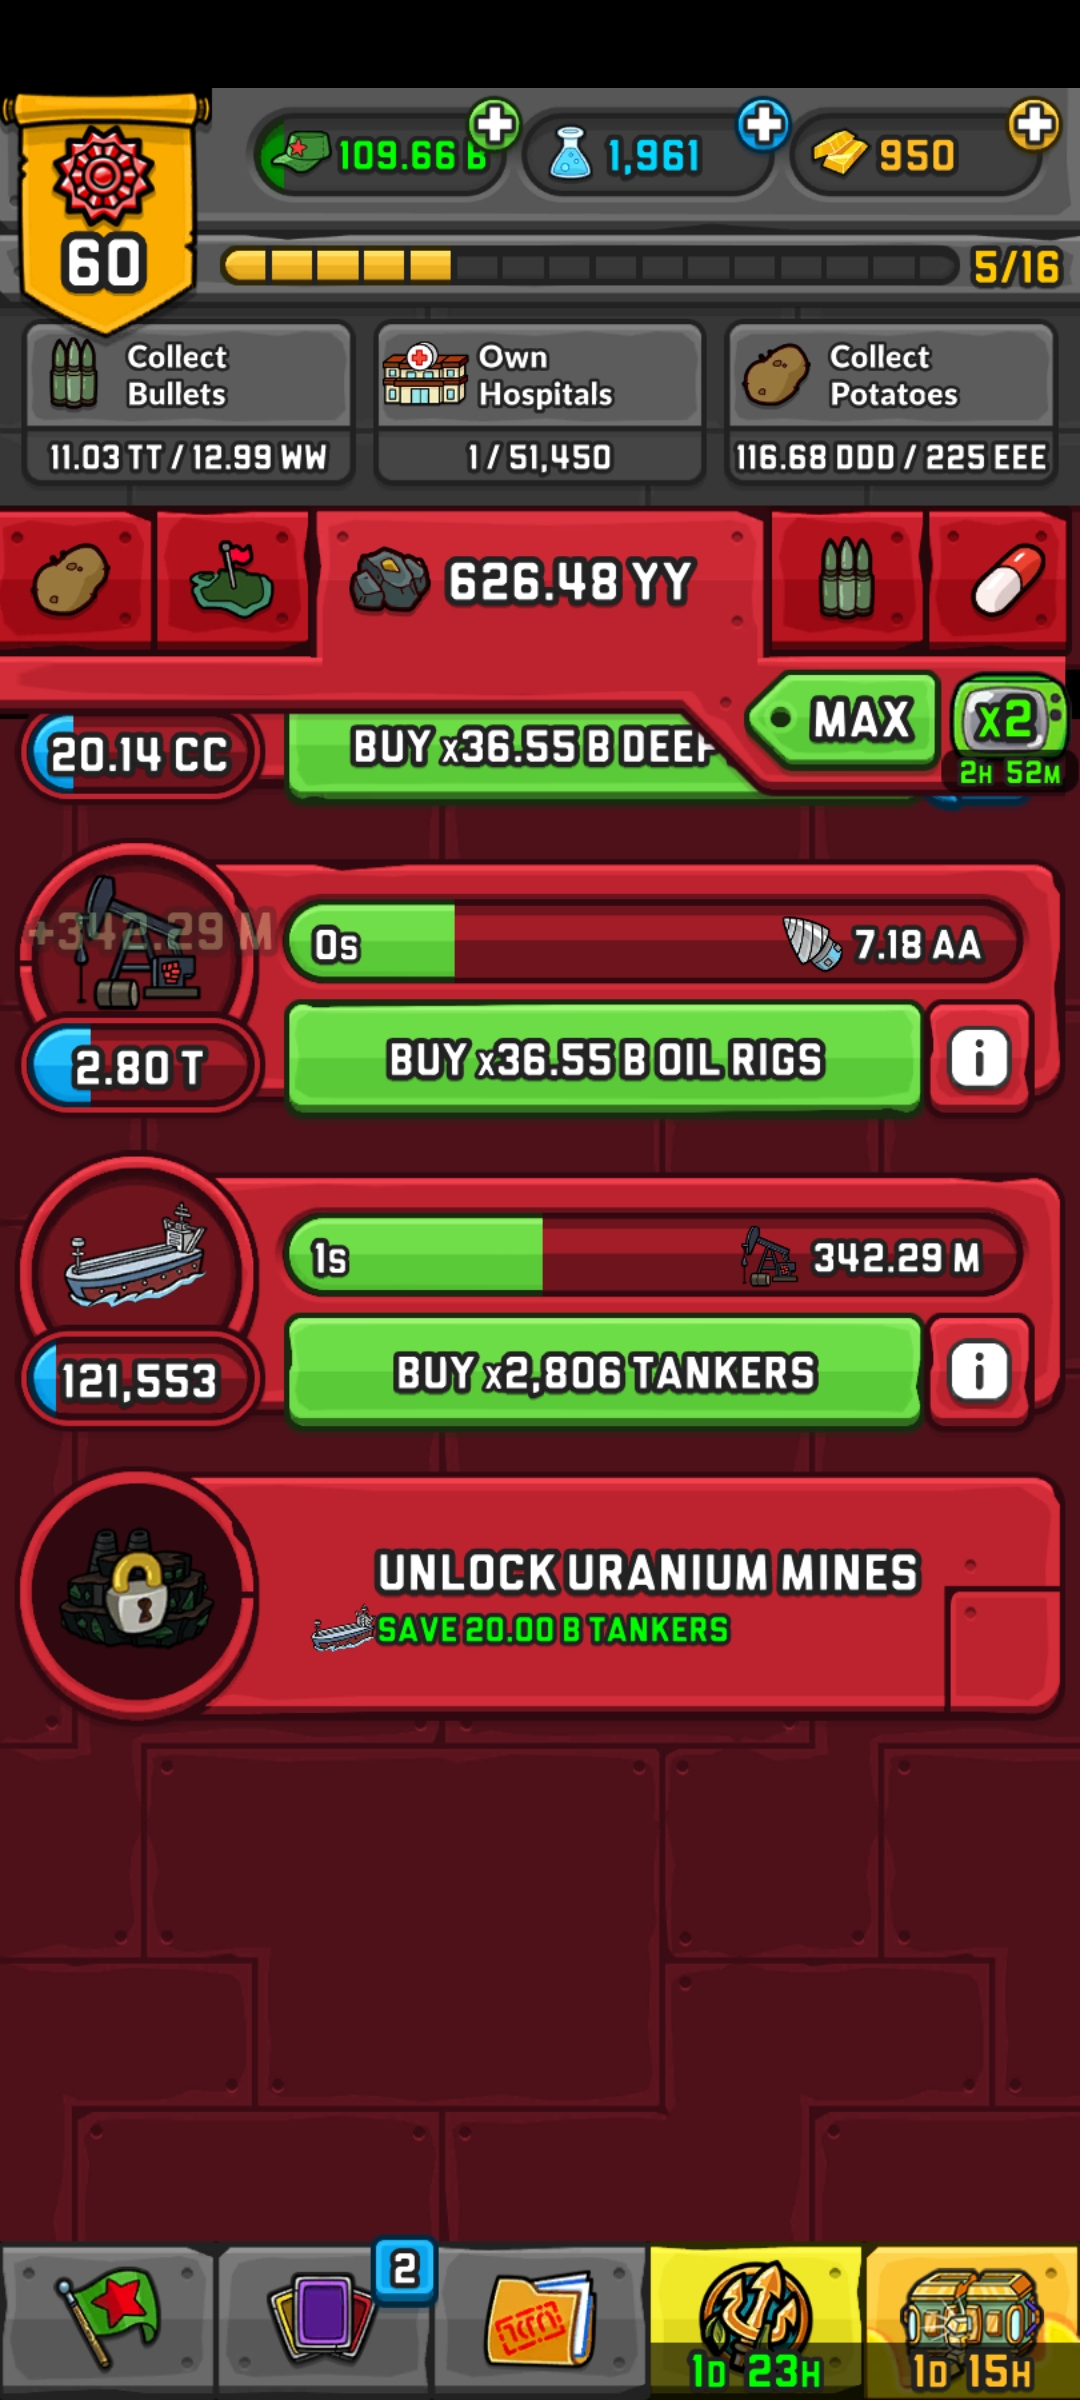 109.66 B
1,961
950
60
5/16
Collect
Bullets
Own
Hospitals
Collect
Potatoes
11.03 TT / 12.99 WW
1 / 51,450
116.68 DDD / 225 EEE
626.48 YY
MAX
x2
2H 52M
20.14 CC
BUY x36.55 B DEEP
+342.29 M
0s
7.18 AA
2.80 T
BUY x36.55 B OIL RIGS
i
1s
342.29 M
121,553
BUY x2,806 TANKERS
i
UNLOCK URANIUM MINES
SAVE 20.00 B TANKERS
2
1D 23H
1D 15H